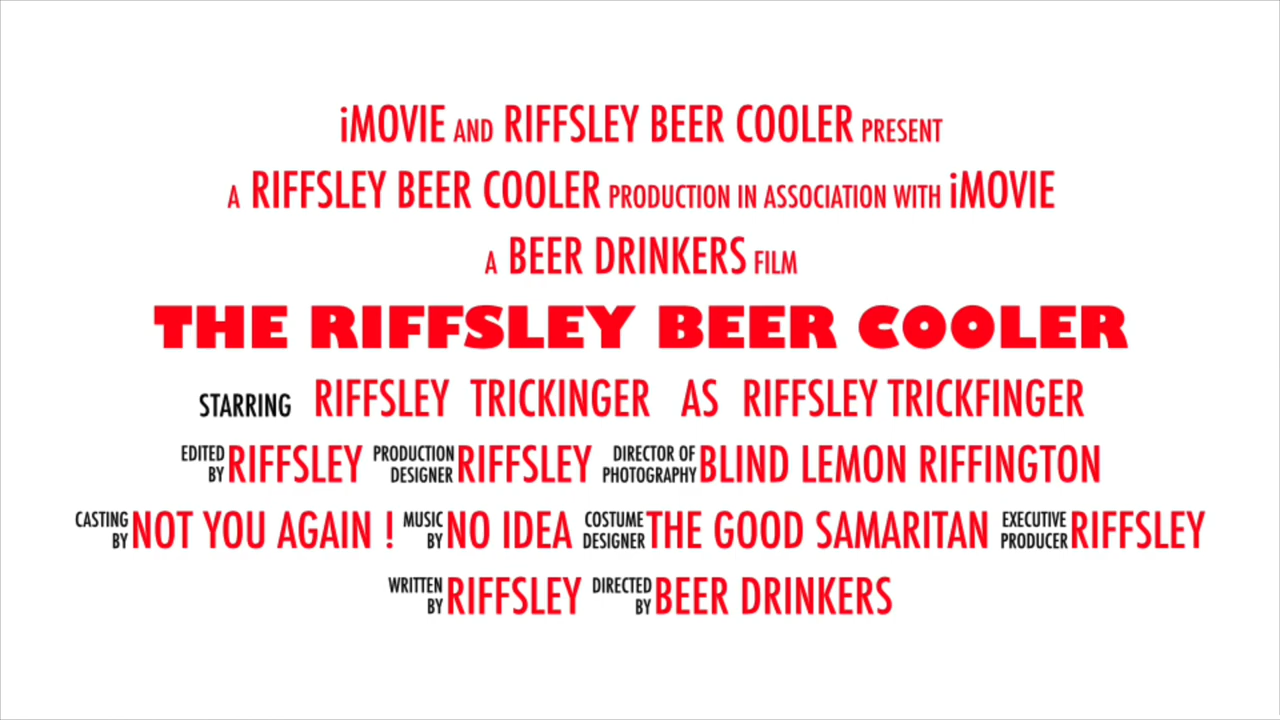 iMOVIE AND RIFFSLEY BEER COOLER PRESENT
A RIFFSLEY BEER COOLER PRODUCTION IN ASSOCIATION WITH iMOVIE
A BEER DRINKERS FILM
THE RIFFSLEY BEER COOLER
STARRING RIFFSLEY TRICKINGER AS RIFFSLEY TRICKFINGER
EDITED BY RIFFSLEY PRODUCTION DESIGNER RIFFSLEY DIRECTOR OF PHOTOGRAPHY BLIND LEMON RIFFINGTON
CASTING BY NOT YOU AGAIN ! MUSIC BY NO IDEA COSTUME DESIGNER THE GOOD SAMARITAN EXECUTIVE PRODUCER RIFFSLEY
WRITTEN BY RIFFSLEY DIRECTED BY BEER DRINKERS